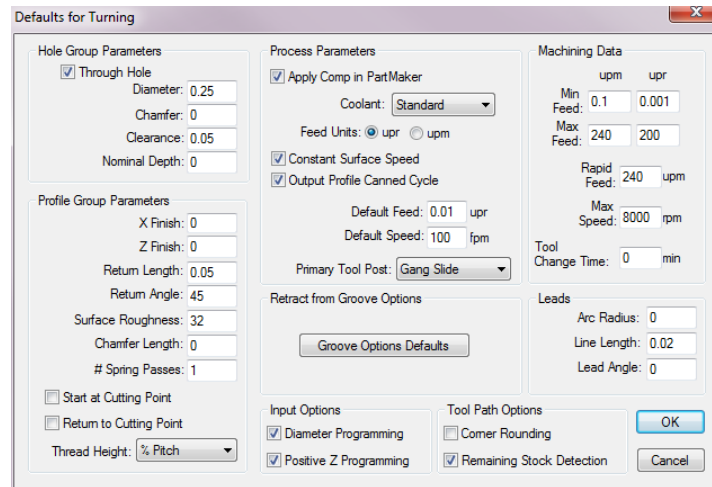 Defaults for Turning
Hole Group Parameters
Through Hole
Diameter: 0.25
Chamfer: 0
Clearance: 0.05
Nominal Depth: 0
Profile Group Parameters
X Finish: 0
Z Finish: 0
Return Length: 0.05
Return Angle: 45
Surface Roughness: 32
Chamfer Length: 0
# Spring Passes: 1
Start at Cutting Point
Return to Cutting Point
Thread Height: % Pitch
Process Parameters
Apply Comp in PartMaker
Coolant: Standard
Feed Units: upr upm
Constant Surface Speed
Output Profile Canned Cycle
Default Feed: 0.01 upr
Default Speed: 100 fpm
Primary Tool Post: Gang Slide
Retract from Groove Options
Groove Options Defaults
Input Options
Diameter Programming
Positive Z Programming
Tool Path Options
Corner Rounding
Remaining Stock Detection
Machining Data
upm upr
Min
Feed: 0.1 0.001
Max
Feed: 240 200
Rapid
Feed: 240 upm
Max
Speed: 8000 rpm
Tool
Change Time: 0 min
Leads
Arc Radius: 0
Line Length: 0.02
Lead Angle: 0
OK
Cancel